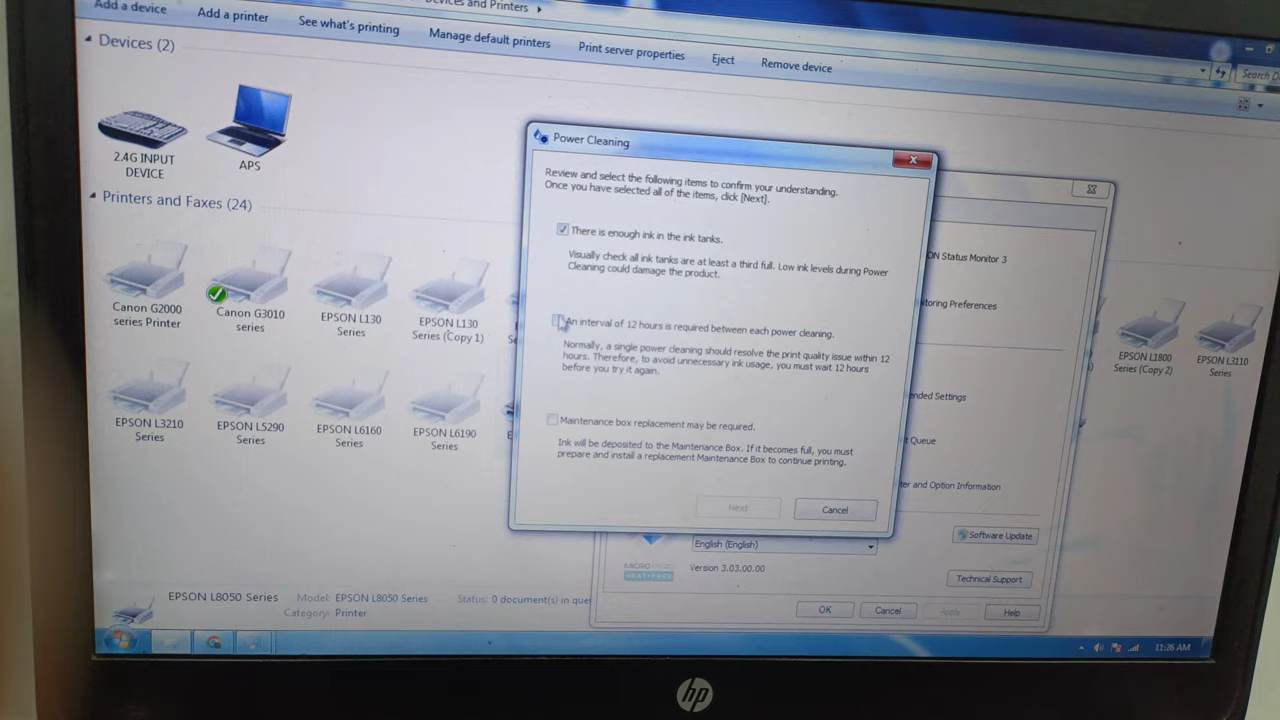 Devices and Printers
Add a device
Add a printer
See what's printing
Manage default printers
Print server properties
Eject
Remove device
Search
Devices (2)
2.4G INPUT
DEVICE
APS
Printers and Faxes (24)
Canon G2000
series Printer
Canon G3010
series
EPSON L130
Series
EPSON L130
Series (Copy 1)
EPSON L1800
Series (Copy 2)
EPSON L3110
Series
EPSON L3210
Series
EPSON L5290
Series
EPSON L6160
Series
EPSON L6190
Series
Power Cleaning
Review and select the following items to confirm your understanding.
Once you have selected all of the items, click [Next].
There is enough ink in the ink tanks.
Visually check all ink tanks are at least a third full. Low ink levels during Power
Cleaning could damage the product.
An interval of 12 hours is required between each power cleaning.
Normally, a single power cleaning should resolve the print quality issue within 12
hours. Therefore, to avoid unnecessary ink usage, you must wait 12 hours
before you try it again.
Maintenance box replacement may be required.
Ink will be deposited to the Maintenance Box. If it becomes full, you must
prepare and install a replacement Maintenance Box to continue printing.
Next
Cancel
ON Status Monitor 3
itoring Preferences
ended Settings
t Queue
ter and Option Information
Software Update
English (English)
Version 3.03.00.00
Technical Support
OK
Cancel
Apply
Help
EPSON L8050 Series
Model: EPSON L8050 Series
Status: 0 document(s) in que
Category: Printer
11:26 AM
hp